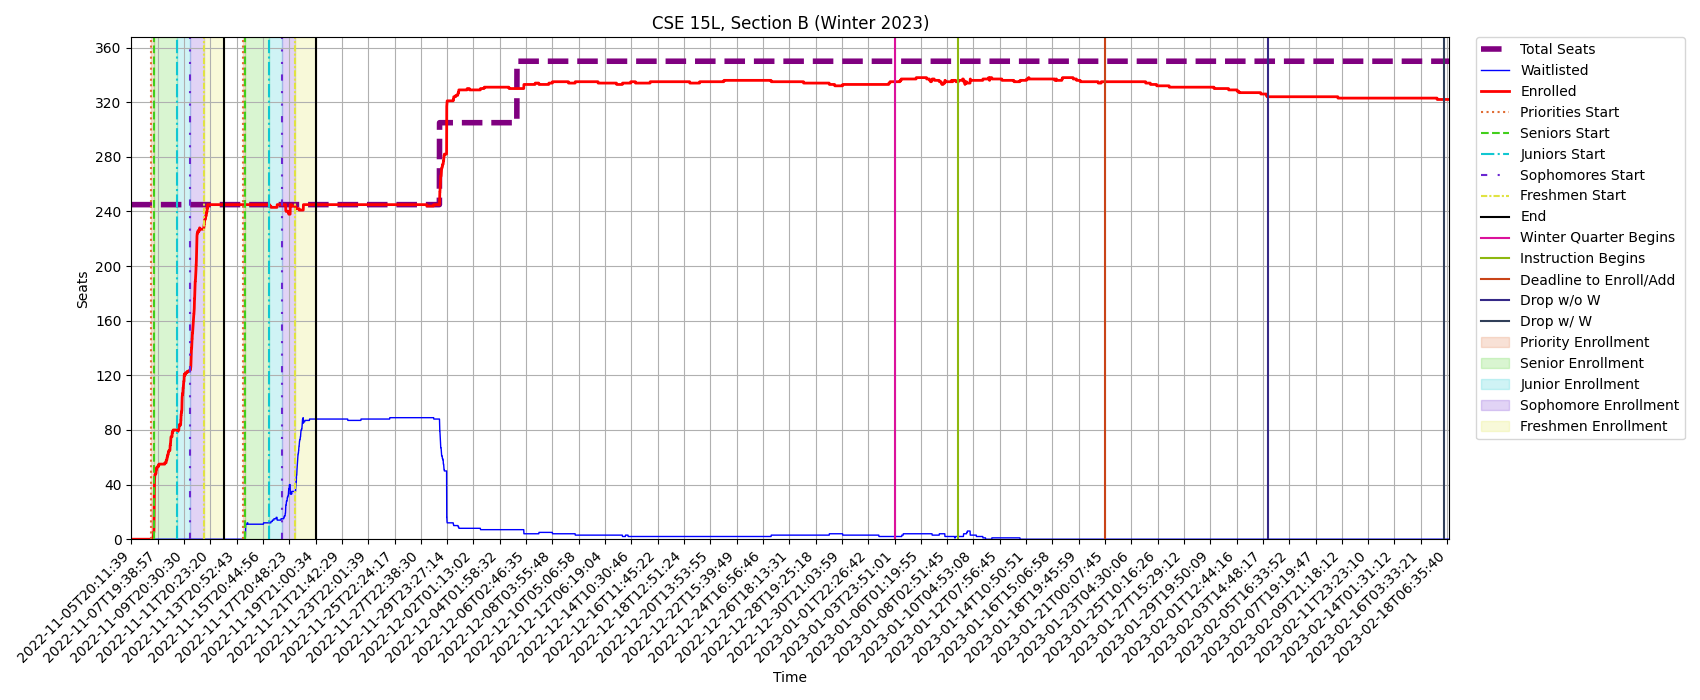 CSE 15L, Section B (Winter 2023)
Seats
360
320
280
240
200
160
120
80
40
0
2022-11-05T20:11:39
2022-11-07T19:38:57
2022-11-09T20:30:30
2022-11-11T20:23:20
2022-11-13T20:52:43
2022-11-15T20:44:56
2022-11-17T20:48:23
2022-11-19T21:00:34
2022-11-21T21:42:29
2022-11-23T22:01:39
2022-11-25T22:24:17
2022-11-27T22:38:30
2022-11-29T23:27:14
2022-12-02T01:13:02
2022-12-04T01:58:32
2022-12-06T02:46:35
2022-12-08T03:55:48
2022-12-10T05:06:58
2022-12-12T06:19:04
2022-12-14T10:30:46
2022-12-16T11:45:22
2022-12-18T12:51:24
2022-12-20T13:53:55
2022-12-22T15:39:49
2022-12-24T16:56:46
2022-12-26T18:13:31
2022-12-28T19:25:18
2022-12-30T21:03:59
2023-01-01T22:26:42
2023-01-03T23:51:01
2023-01-06T01:19:55
2023-01-08T02:51:45
2023-01-10T04:53:08
2023-01-12T07:56:45
2023-01-14T10:50:51
2023-01-16T15:06:58
2023-01-18T19:45:59
2023-01-21T00:07:45
2023-01-23T04:30:06
2023-01-25T10:16:26
2023-01-27T15:29:12
2023-01-29T19:50:09
2023-02-01T12:44:16
2023-02-03T14:48:17
2023-02-05T16:33:52
2023-02-07T19:19:47
2023-02-09T21:18:12
2023-02-11T23:23:10
2023-02-14T01:31:12
2023-02-16T03:33:21
2023-02-18T06:35:40
Time
Total Seats
Waitlisted
Enrolled
Priorities Start
Seniors Start
Juniors Start
Sophomores Start
Freshmen Start
End
Winter Quarter Begins
Instruction Begins
Deadline to Enroll/Add
Drop w/o W
Drop w/ W
Priority Enrollment
Senior Enrollment
Junior Enrollment
Sophomore Enrollment
Freshmen Enrollment